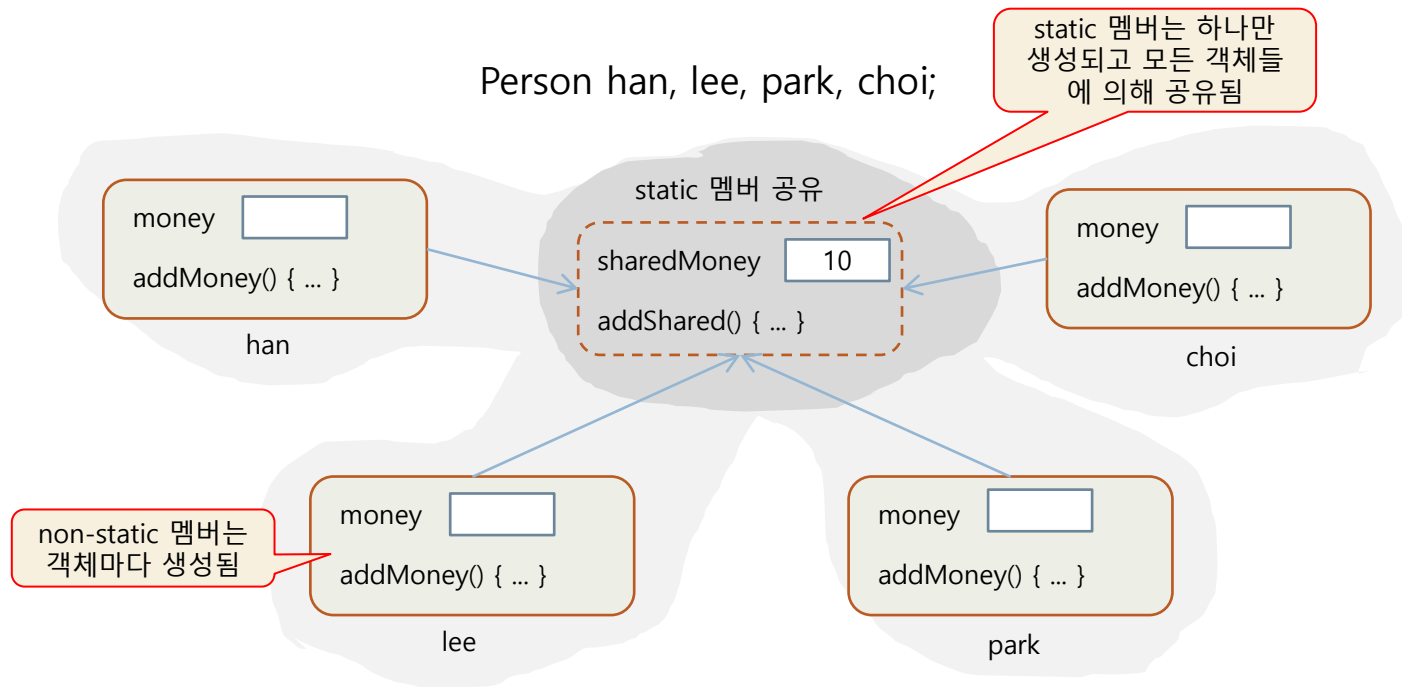 static 멤버는 하나만
생성되고 모든 객체들
에 의해 공유됨
Person han, lee, park, choi;
static 멤버 공유
money
addMoney() { ... }
han
sharedMoney 10
addShared() { ... }
money
addMoney() { ... }
choi
non-static 멤버는
객체마다 생성됨
money
addMoney() { ... }
lee
money
addMoney() { ... }
park